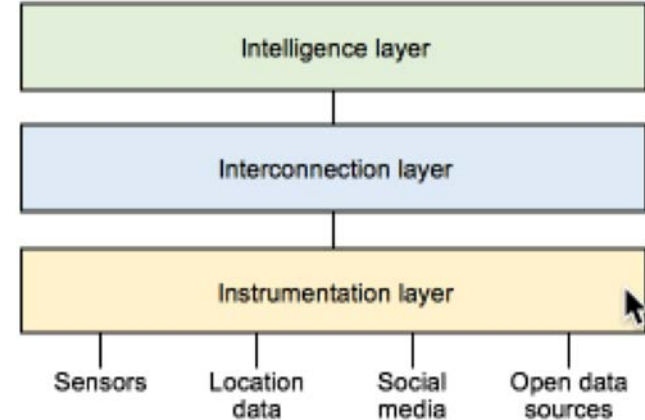 Intelligence layer
Interconnection layer
Instrumentation layer
Sensors
Location
data
Social
media
Open data
sources